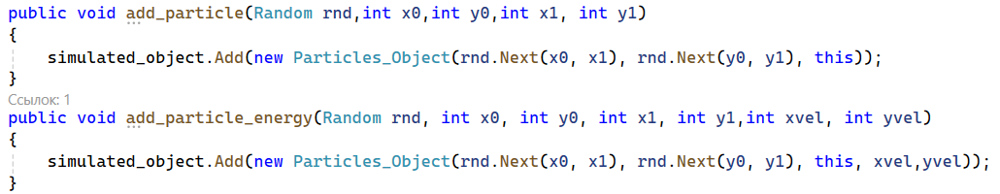 public void add_particle(Random rnd,int x0,int y0,int x1, int y1)
{
    simulated_object.Add(new Particles_Object(rnd.Next(x0, x1), rnd.Next(y0, y1), this));
}
Ссылок: 1
public void add_particle_energy(Random rnd, int x0, int y0, int x1, int y1,int xvel, int yvel)
{
    simulated_object.Add(new Particles_Object(rnd.Next(x0, x1), rnd.Next(y0, y1), this, xvel,yvel));
}